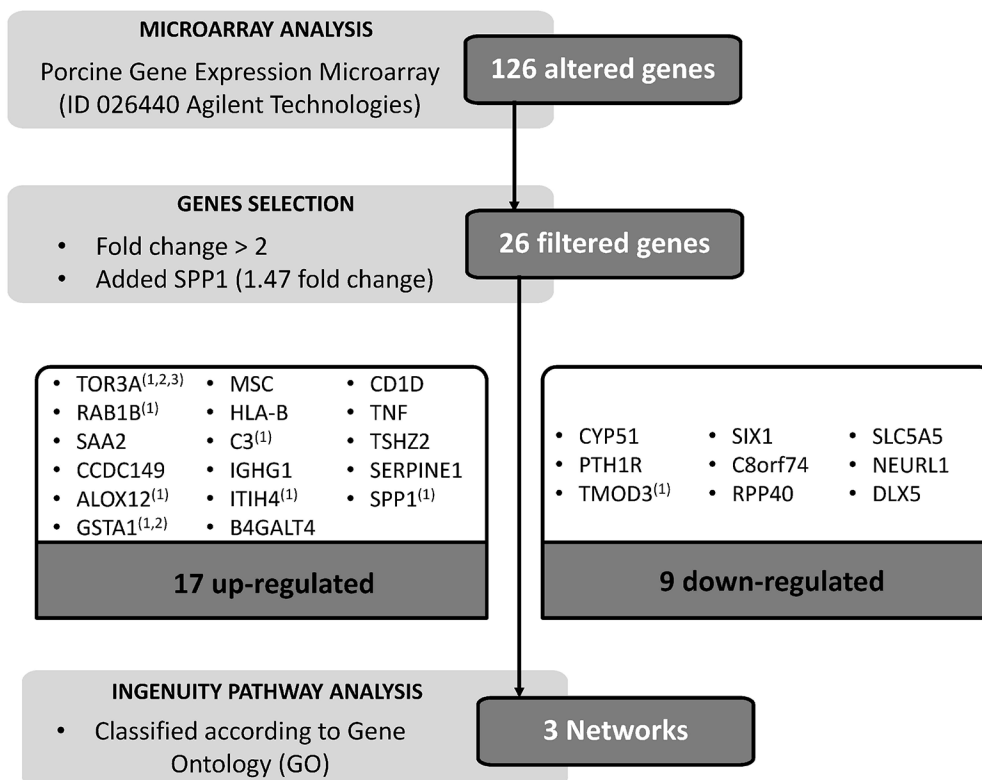 MICROARRAY ANALYSIS
Porcine Gene Expression Microarray
(ID 026440 Agilent Technologies)
126 altered genes
GENES SELECTION
• Fold change > 2
• Added SPP1 (1.47 fold change)
26 filtered genes
• TOR3A(1,2,3)
• RAB1B(1)
• SAA2
• CCDC149
• ALOX12(1)
• GSTA1(1,2)
• MSC
• HLA-B
• C3(1)
• IGHG1
• ITIH4(1)
• B4GALT4
• CD1D
• TNF
• TSHZ2
• SERPINE1
• SPP1(1)
17 up-regulated
• CYP51
• PTH1R
• TMOD3(1)
• SIX1
• C8orf74
• RPP40
• SLC5A5
• NEURL1
• DLX5
9 down-regulated
INGENUITY PATHWAY ANALYSIS
• Classified according to Gene
Ontology (GO)
3 Networks